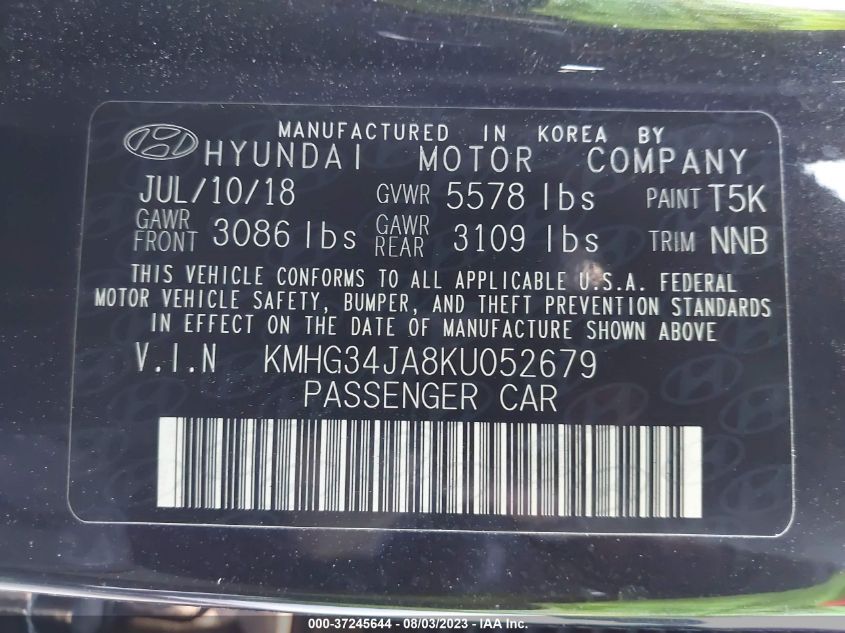 MANUFACTURED IN KOREA BY
HYUNDAI MOTOR COMPANY
JUL/10/18 GVWR 5578 lbs PAINT T5K
GAWR FRONT 3086 lbs GAWR REAR 3109 lbs TRIM NNB
THIS VEHICLE CONFORMS TO ALL APPLICABLE U.S.A. FEDERAL
MOTOR VEHICLE SAFETY, BUMPER, AND THEFT PREVENTION STANDARDS
IN EFFECT ON THE DATE OF MANUFACTURE SHOWN ABOVE.
V.I.N KMHG34JA8KU052679
PASSENGER CAR
000-37245644 - 08/03/2023 - IAA Inc.